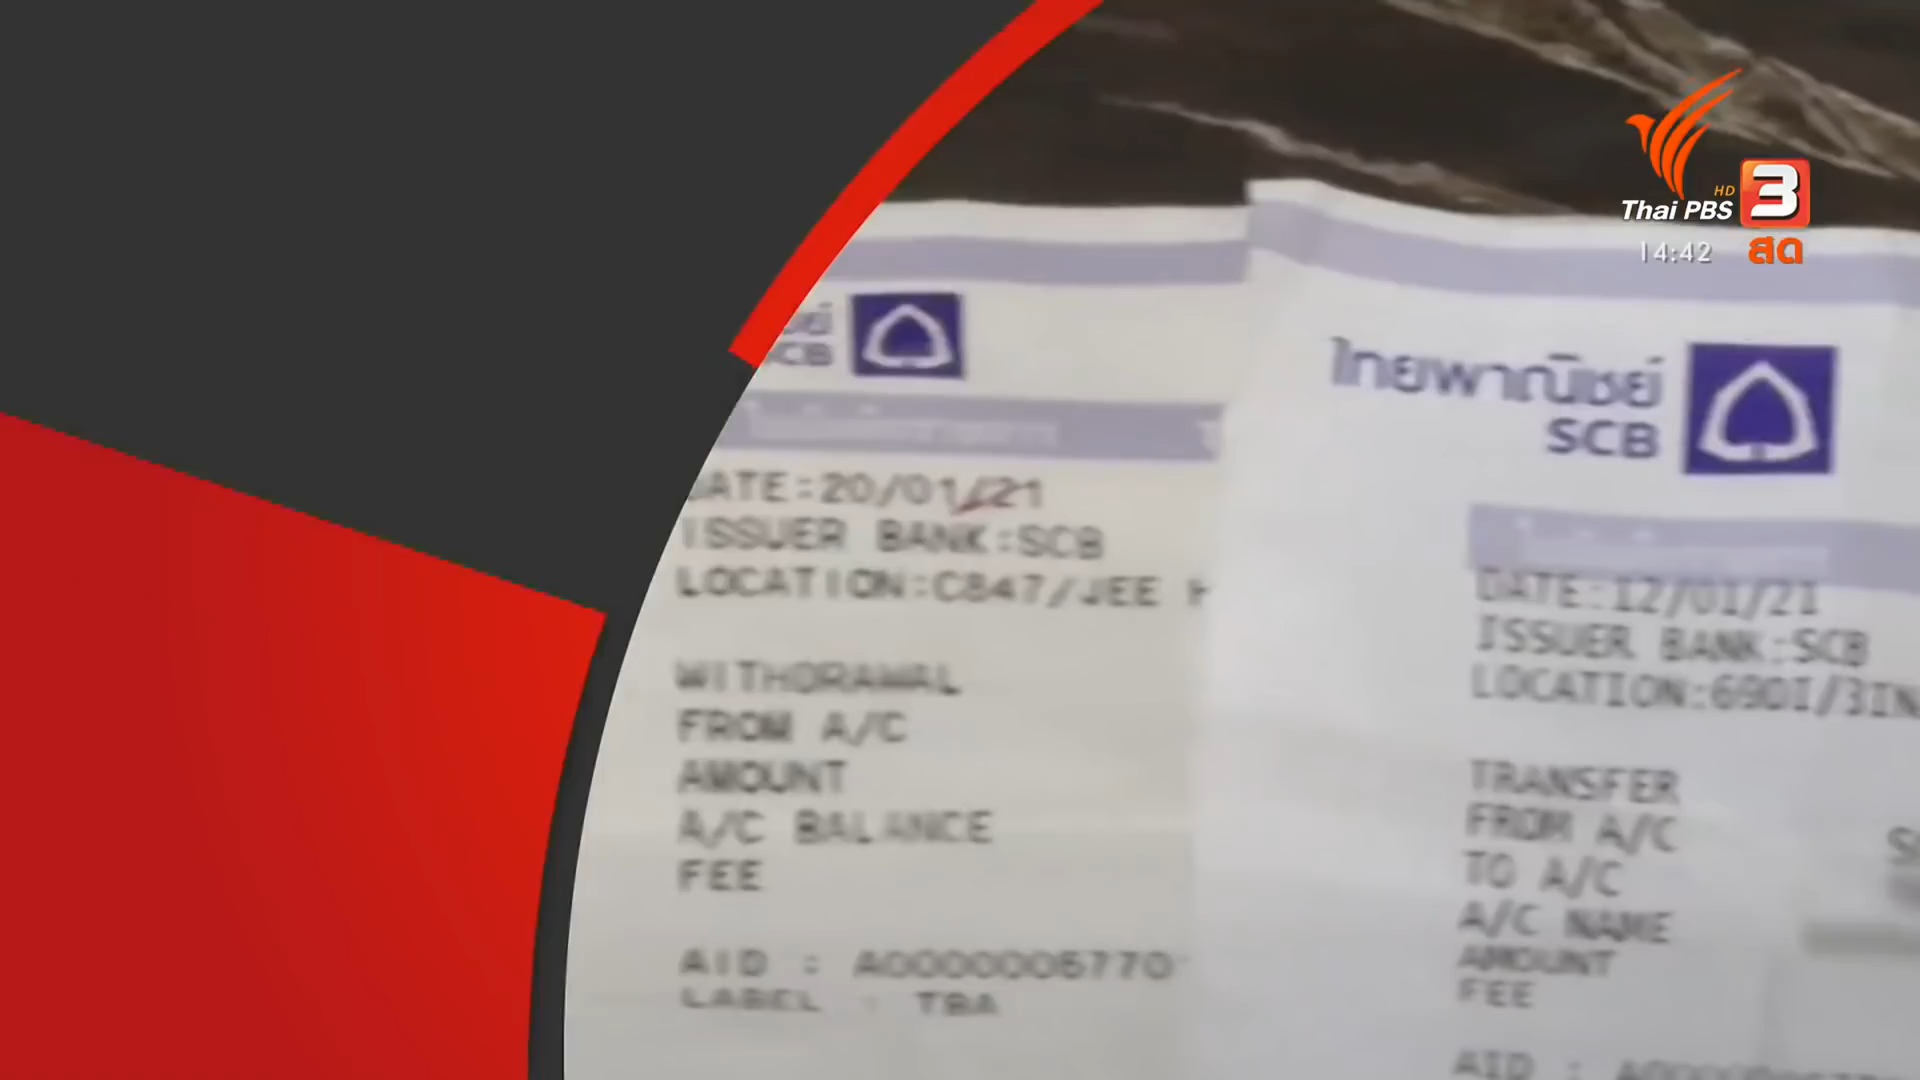 Thai PBS HD 3
14:42 สด
SCB
DATE:20/01/21
ISSUER BANK:SCB
LOCATION:C847/JEE H
WITHDRAWAL
FROM A/C
AMOUNT
A/C BALANCE
FEE
AID : A0000006770
LABEL : TBA
ไทยพาณิชย์
SCB
DATE:12/01/21
ISSUER BANK:SCB
LOCATION:6901/3IN
TRANSFER
FROM A/C
TO A/C
A/C NAME
AMOUNT
FEE
AID :